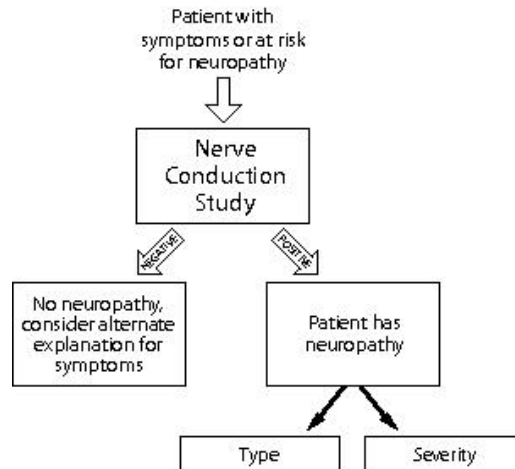 Patient with
symptoms or at risk
for neuropathy
Nerve
Conduction
Study
NEGATIVE
POSITIVE
No neuropathy,
consider alternate
explanation for
symptoms
Patient has
neuropathy
Type
Severity